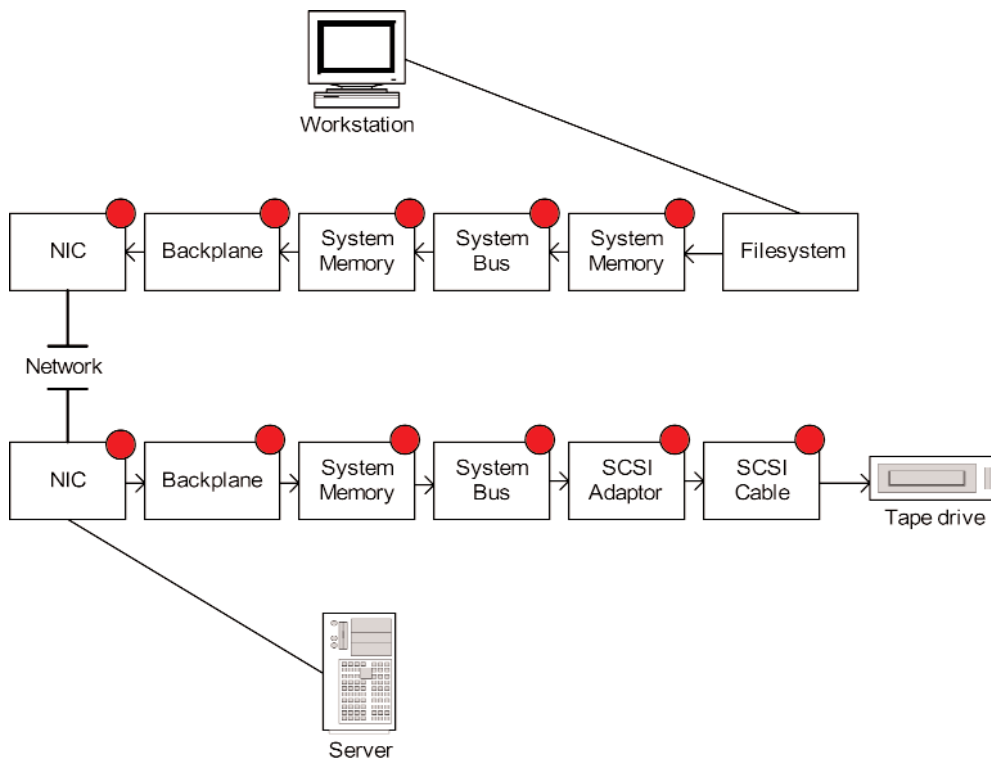 Workstation
NIC
Backplane
System
Memory
System
Bus
System
Memory
Filesystem
Network
NIC
Backplane
System
Memory
System
Bus
SCSI
Adaptor
SCSI
Cable
Tape drive
Server